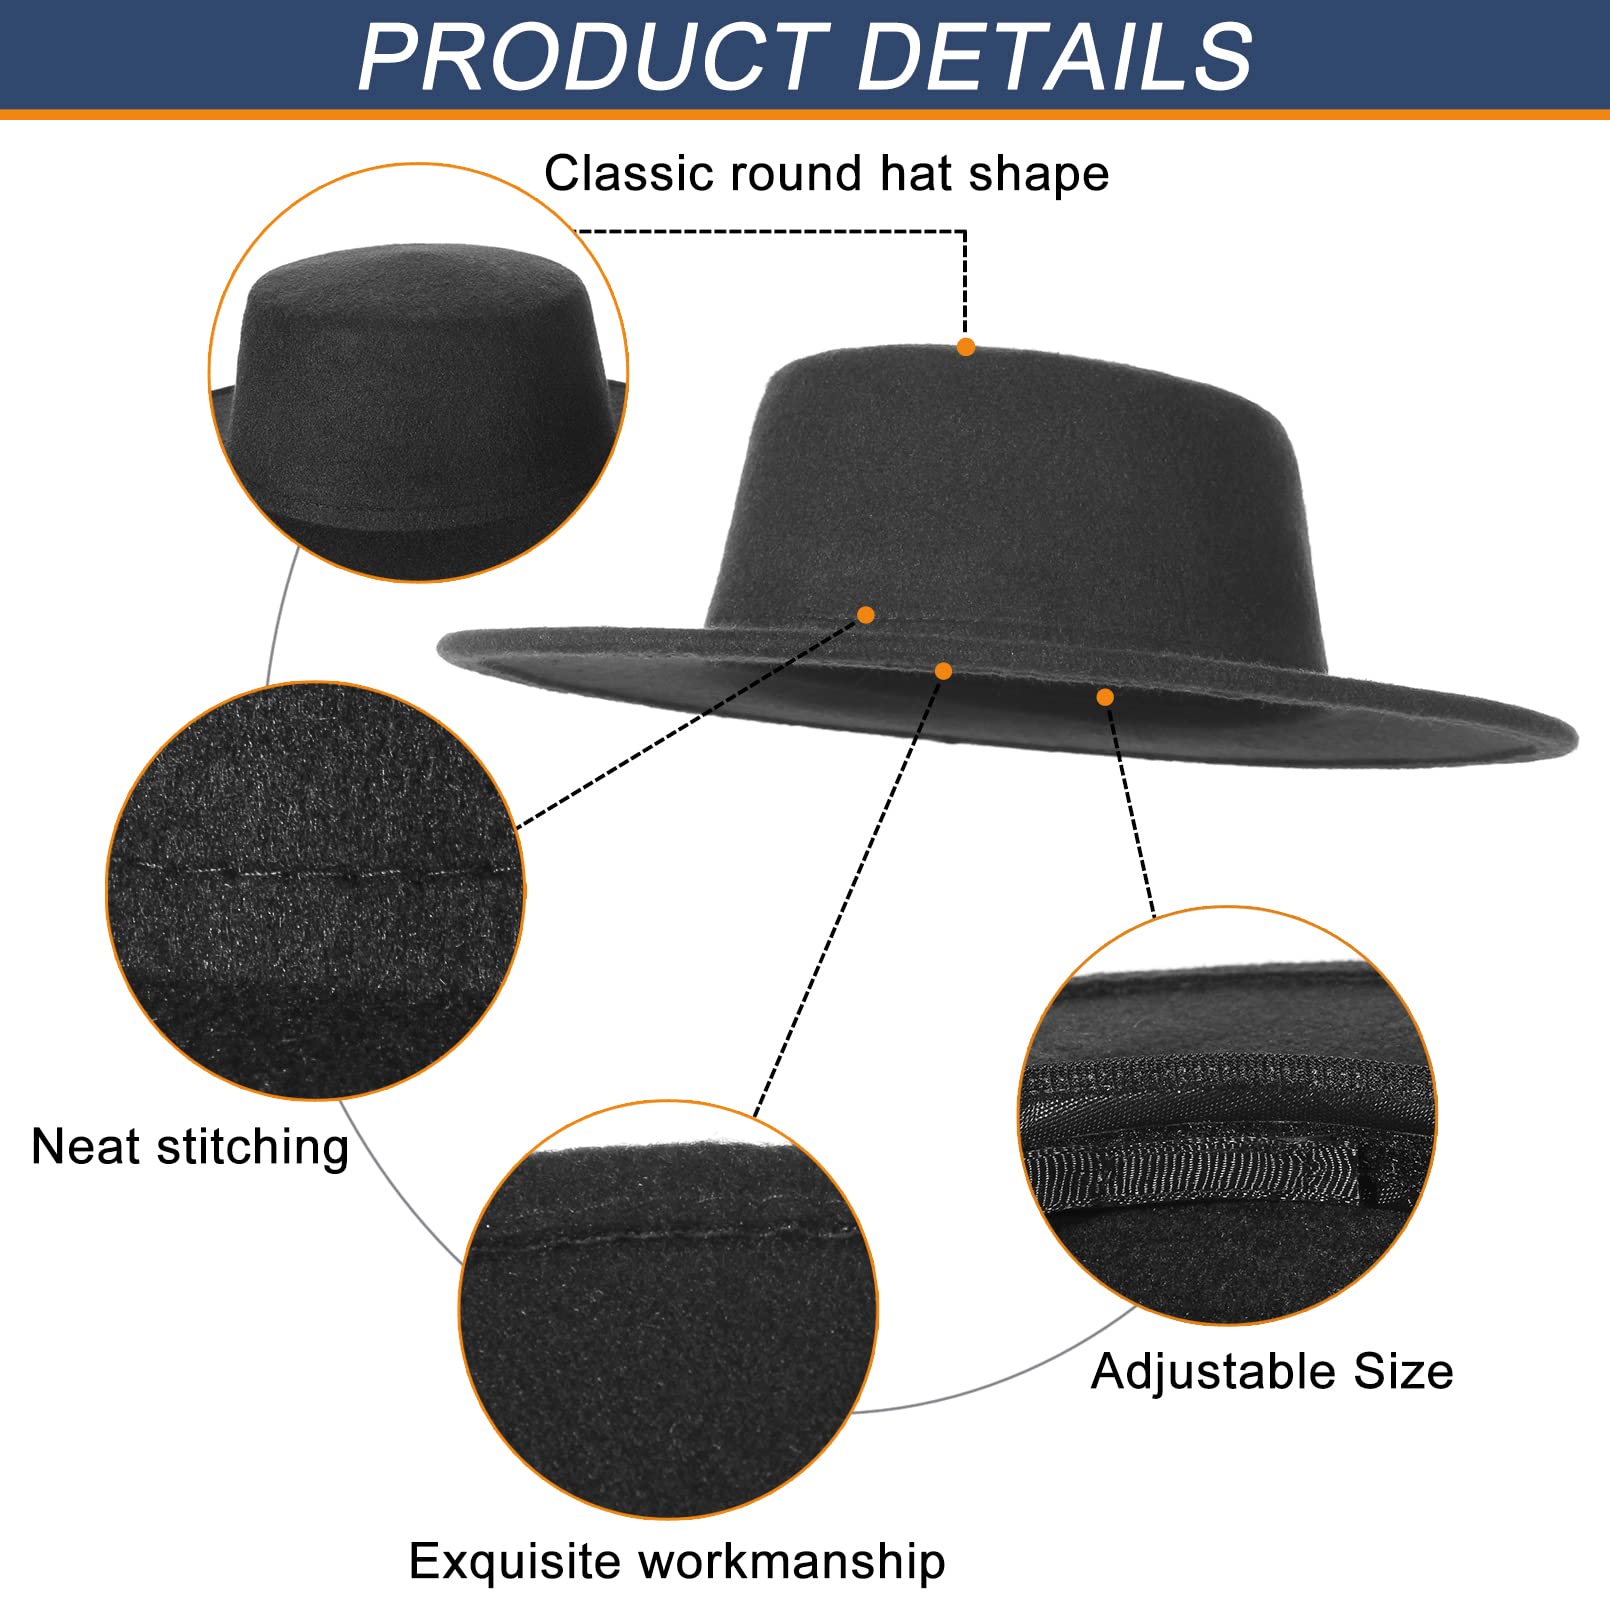 PRODUCT DETAILS
Classic round hat shape
Neat stitching
Adjustable Size
Exquisite workmanship